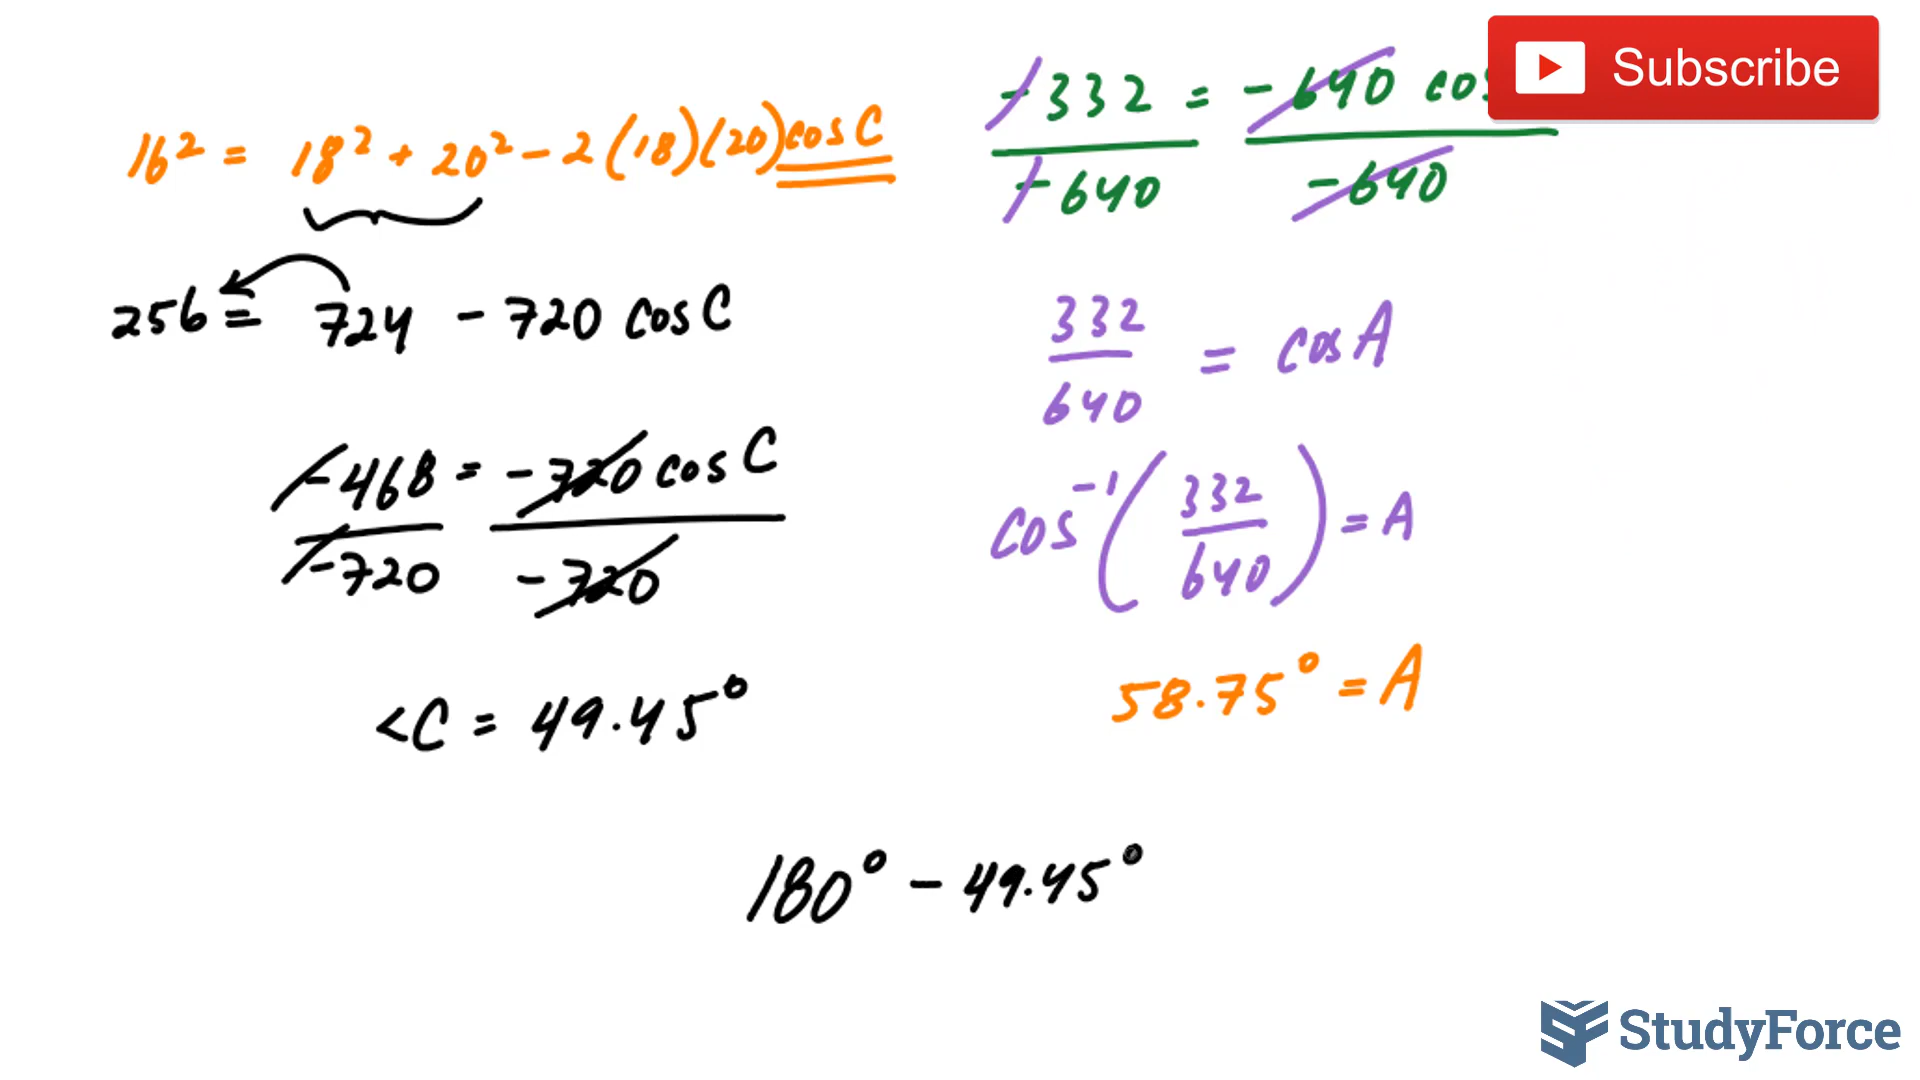 16² = 18² + 20² - 2(18)(20)cos C
256 = 724 - 720 cos C
-468 = -720 cos C
-720 -720
<C = 49.45°
-332 = -640 cos
-640 -640
332
640
= cos A
cos⁻¹(332/640) = A
58.75° = A
180° - 49.45°
Subscribe
StudyForce